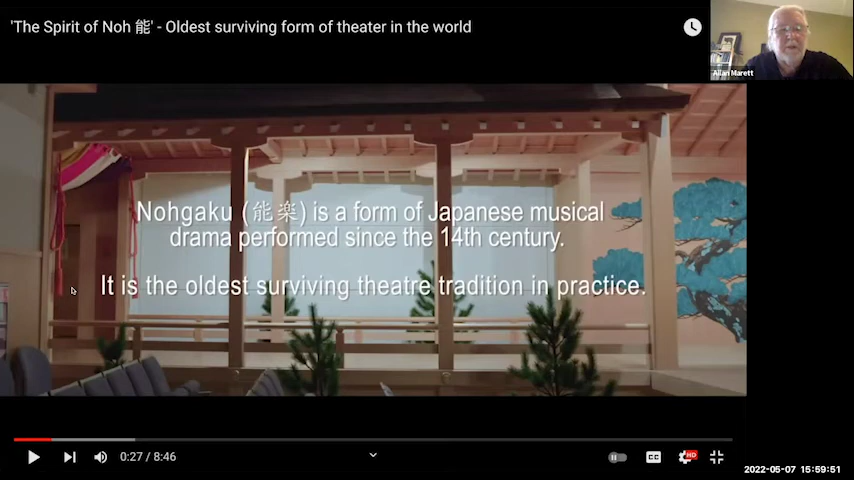 'The Spirit of Noh 能' - Oldest surviving form of theater in the world
Allan Marett
Nohgaku (能楽) is a form of Japanese musical
drama performed since the 14th century.
It is the oldest surviving theatre tradition in practice.
0:27 / 8:46
CC
HD
2022-05-07 15:59:51